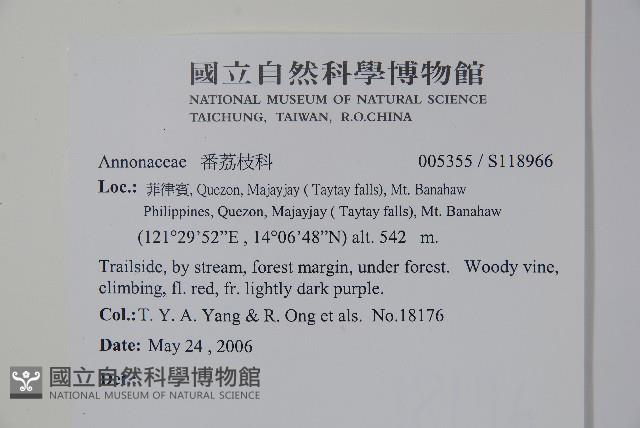 國立自然科學博物館
NATIONAL MUSEUM OF NATURAL SCIENCE
TAICHUNG, TAIWAN, R.O.CHINA
Annonaceae 番荔枝科 005355 / S118966
Loc.: 菲律賓, Quezon, Majayjay ( Taytay falls), Mt. Banahaw
Philippines, Quezon, Majayjay ( Taytay falls), Mt. Banahaw
(121°29’52”E , 14°06’48”N) alt. 542 m.
Trailside, by stream, forest margin, under forest. Woody vine,
climbing, fl. red, fr. lightly dark purple.
Col.: T. Y. A. Yang & R. Ong et als. No.18176
Date: May 24 , 2006
國立自然科學博物館
NATIONAL MUSEUM OF NATURAL SCIENCE